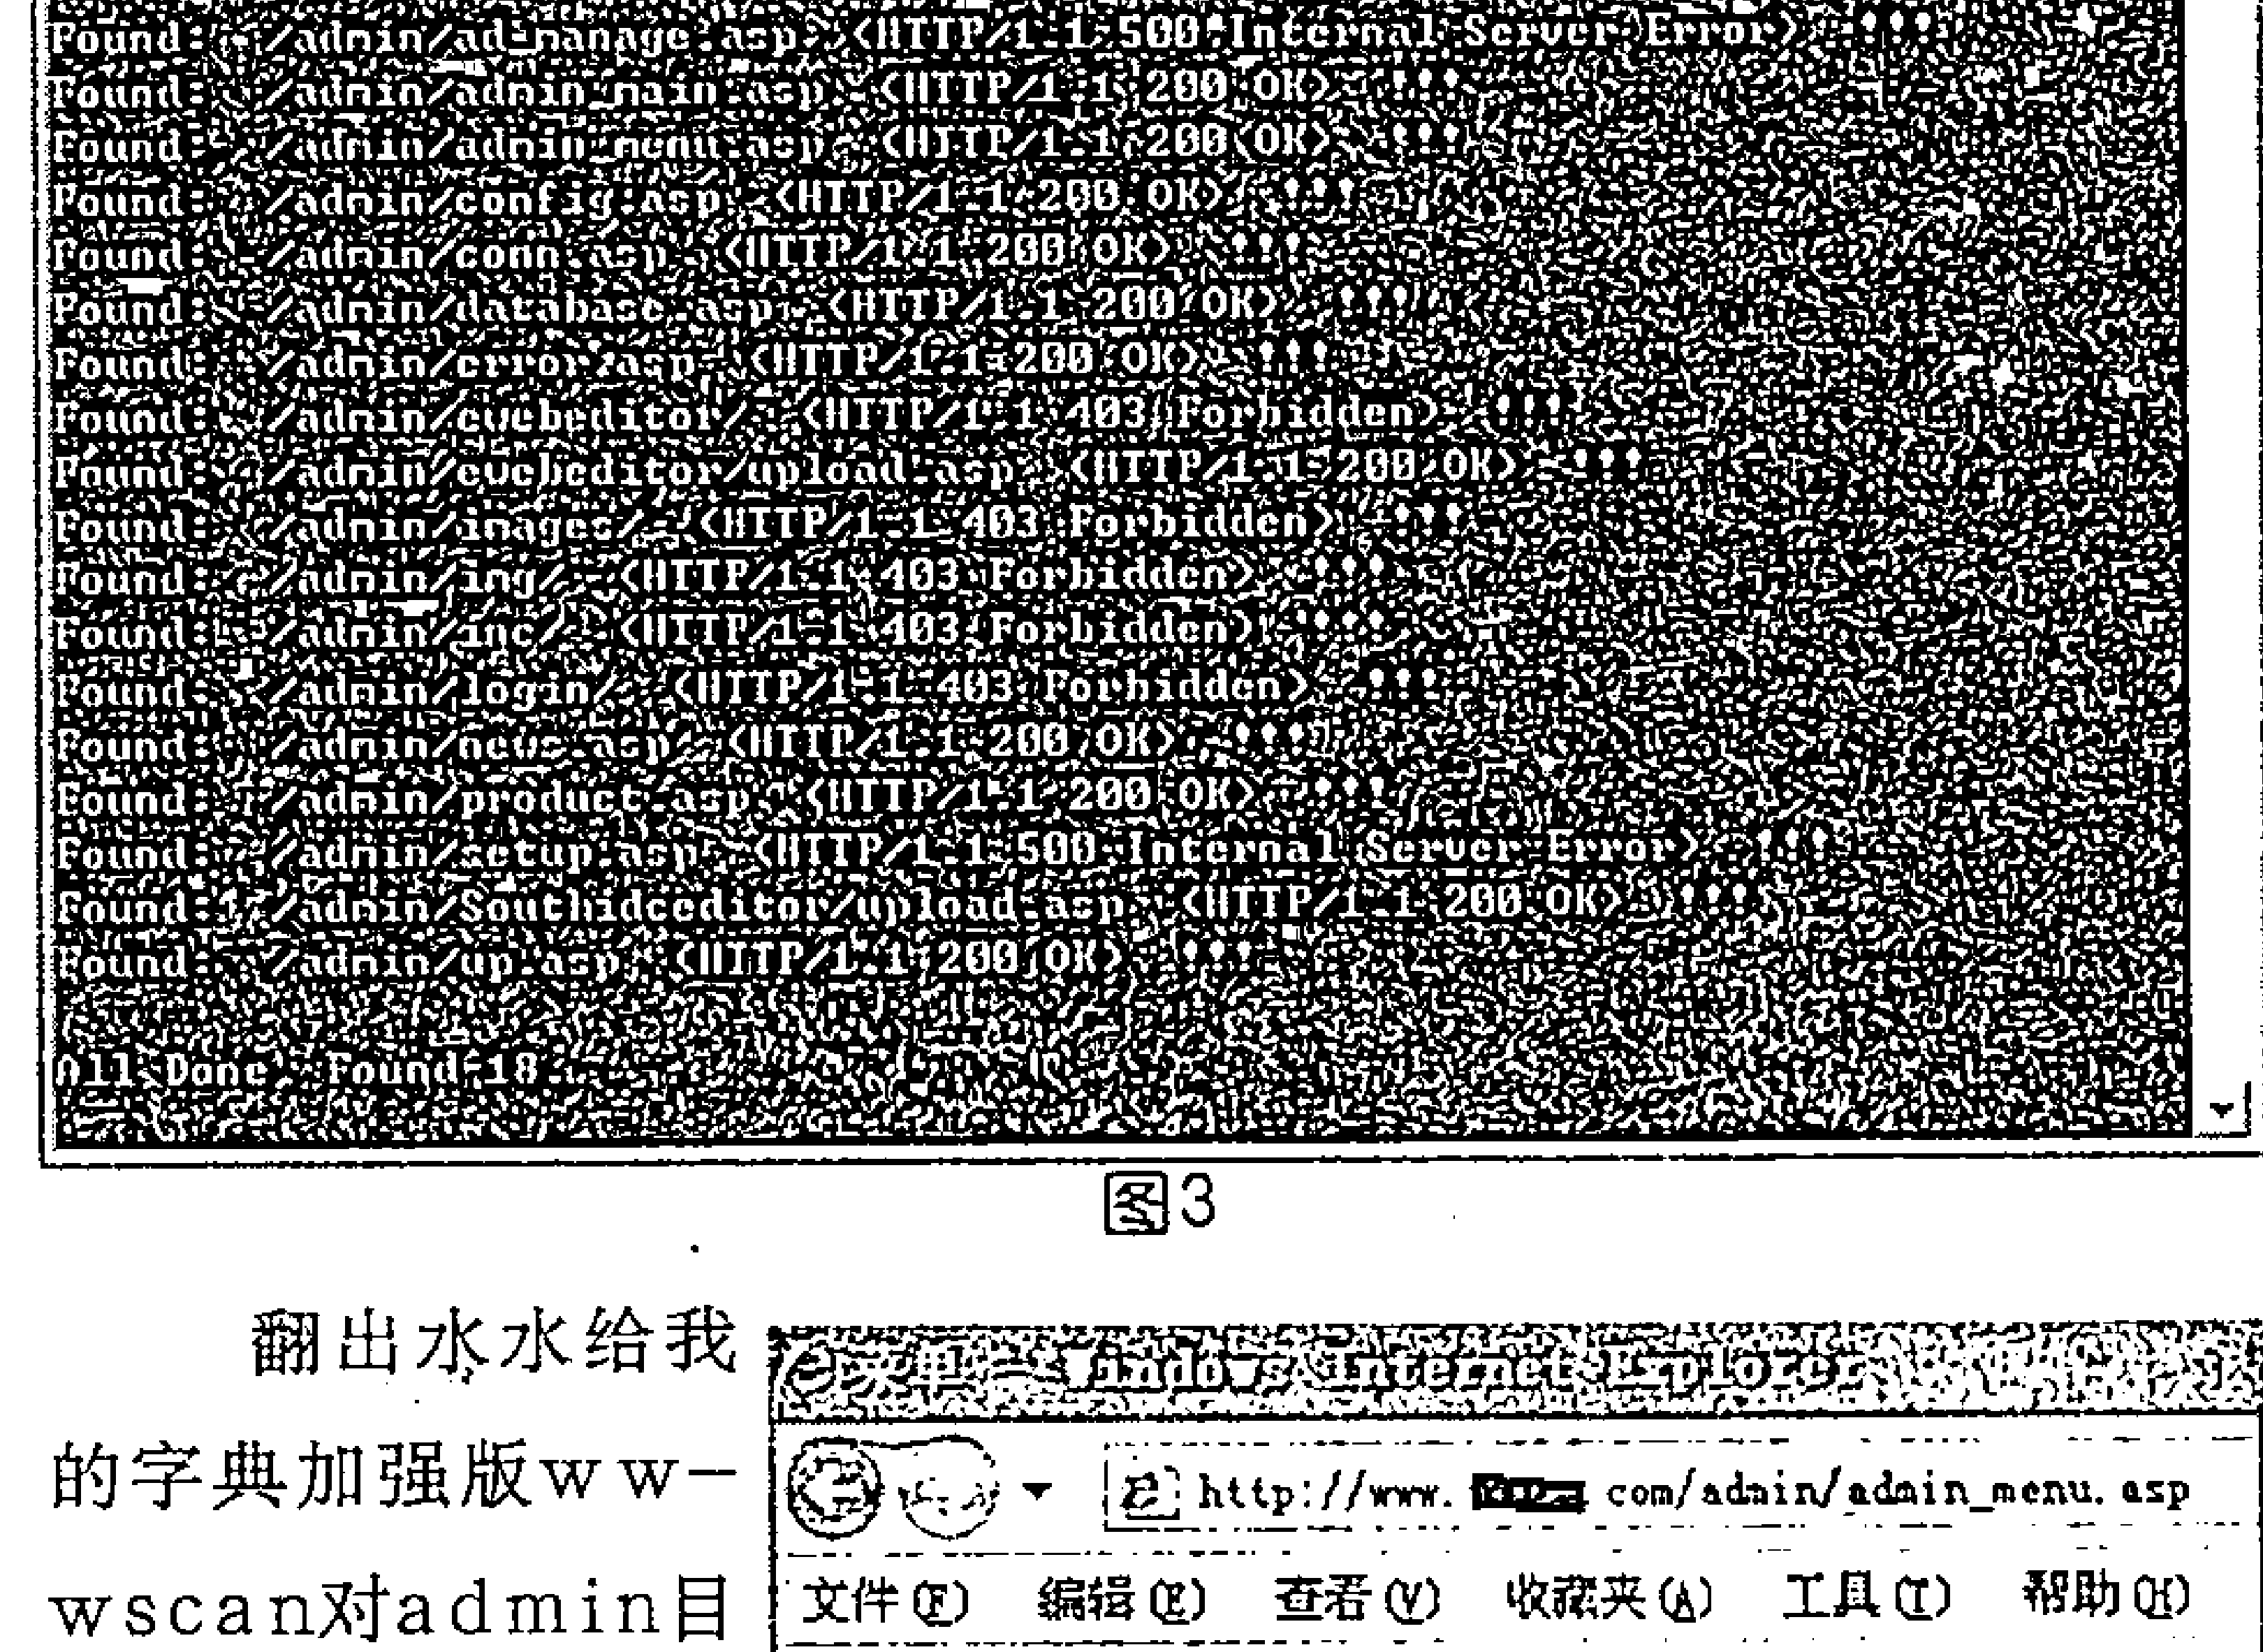 Found: /admin/ad_manage.asp <HTTP/1.1 500 Internal Server Error> !!!
Found: /admin/admin_main.asp <HTTP/1.1 200 OK> !!!
Found: /admin/admin_menu.asp <HTTP/1.1 200 OK> !!!
Found: /admin/config.asp <HTTP/1.1 200 OK> !!!
Found: /admin/conn.asp <HTTP/1.1 200 OK> !!!
Found: /admin/database.asp <HTTP/1.1 200 OK> !!!
Found: /admin/error.asp <HTTP/1.1 200 OK> !!!
Found: /admin/ewebeditor/ <HTTP/1.1 403 Forbidden> !!!
Found: /admin/ewebeditor/upload.asp <HTTP/1.1 200 OK> !!!
Found: /admin/images/ <HTTP/1.1 403 Forbidden> !!!
Found: /admin/img/ <HTTP/1.1 403 Forbidden> !!!
Found: /admin/inc/ <HTTP/1.1 403 Forbidden> !!!
Found: /admin/login/ <HTTP/1.1 403 Forbidden> !!!
Found: /admin/news.asp <HTTP/1.1 200 OK> !!!
Found: /admin/product.asp <HTTP/1.1 200 OK> !!!
Found: /admin/setup.asp <HTTP/1.1 500 Internal Server Error> !!!
Found: /admin/Southidceditor/upload.asp <HTTP/1.1 200 OK> !!!
Found: /admin/up.asp <HTTP/1.1 200 OK> !!!
All Done, Found 18.
图3
翻出水水给我
的字典加强版ww-
wscan对admin目
菜单 - Windows Internet Explorer
http://www. com/admin/admin_menu.asp
文件(F) 编辑(E) 查看(V) 收藏夹(A) 工具(T) 帮助(H)